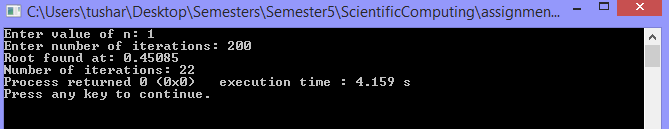 C:\Users\tushar\Desktop\Semesters\Semester5\ScientificComputing\assignmen...
Enter value of n: 1
Enter number of iterations: 200
Root found at: 0.45085
Number of iterations: 22
Process returned 0 (0x0)   execution time : 4.159 s
Press any key to continue.